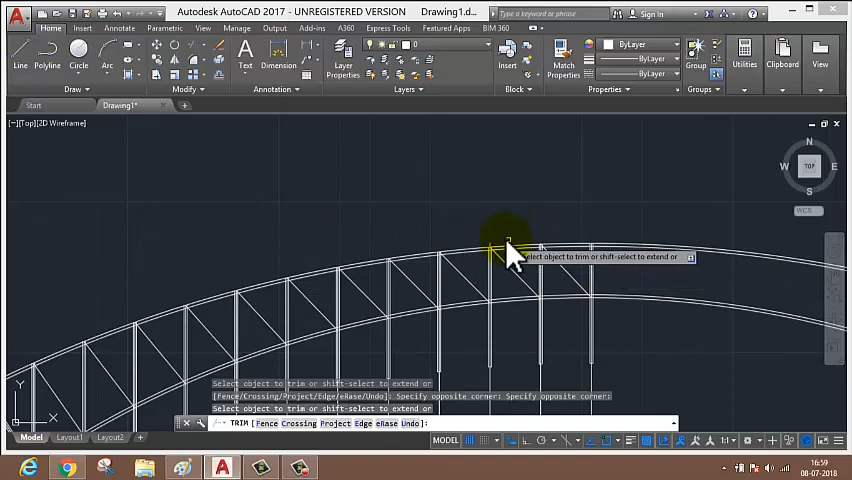 Autodesk AutoCAD 2017 - UNREGISTERED VERSION Drawing1.d... Type a keyword or phrase Sign In
Home Insert Annotate Parametric View Manage Output Add-ins A360 Express Tools Featured Apps BIM 360
Line Polyline Circle Arc Text Dimension Layer Properties 0 Insert Match Properties ByLayer ByLayer ByLayer Group Utilities Clipboard View
Draw Modify Annotation Layers Block Properties Groups
Start Drawing1*
[−][Top][2D Wireframe]
N
W TOP E
S
WCS
elect object to trim or shift-select to extend or
Select object to trim or shift-select to extend or
[Fence/Crossing/Project/Edge/eRase/Undo]: Specify opposite corner: Specify opposite corner:
Select object to trim or shift-select to extend or
TRIM [Fence Crossing Project Edge eRase Undo]:
Y
X
Model Layout1 Layout2 MODEL 1:1
16:59
08-07-2018